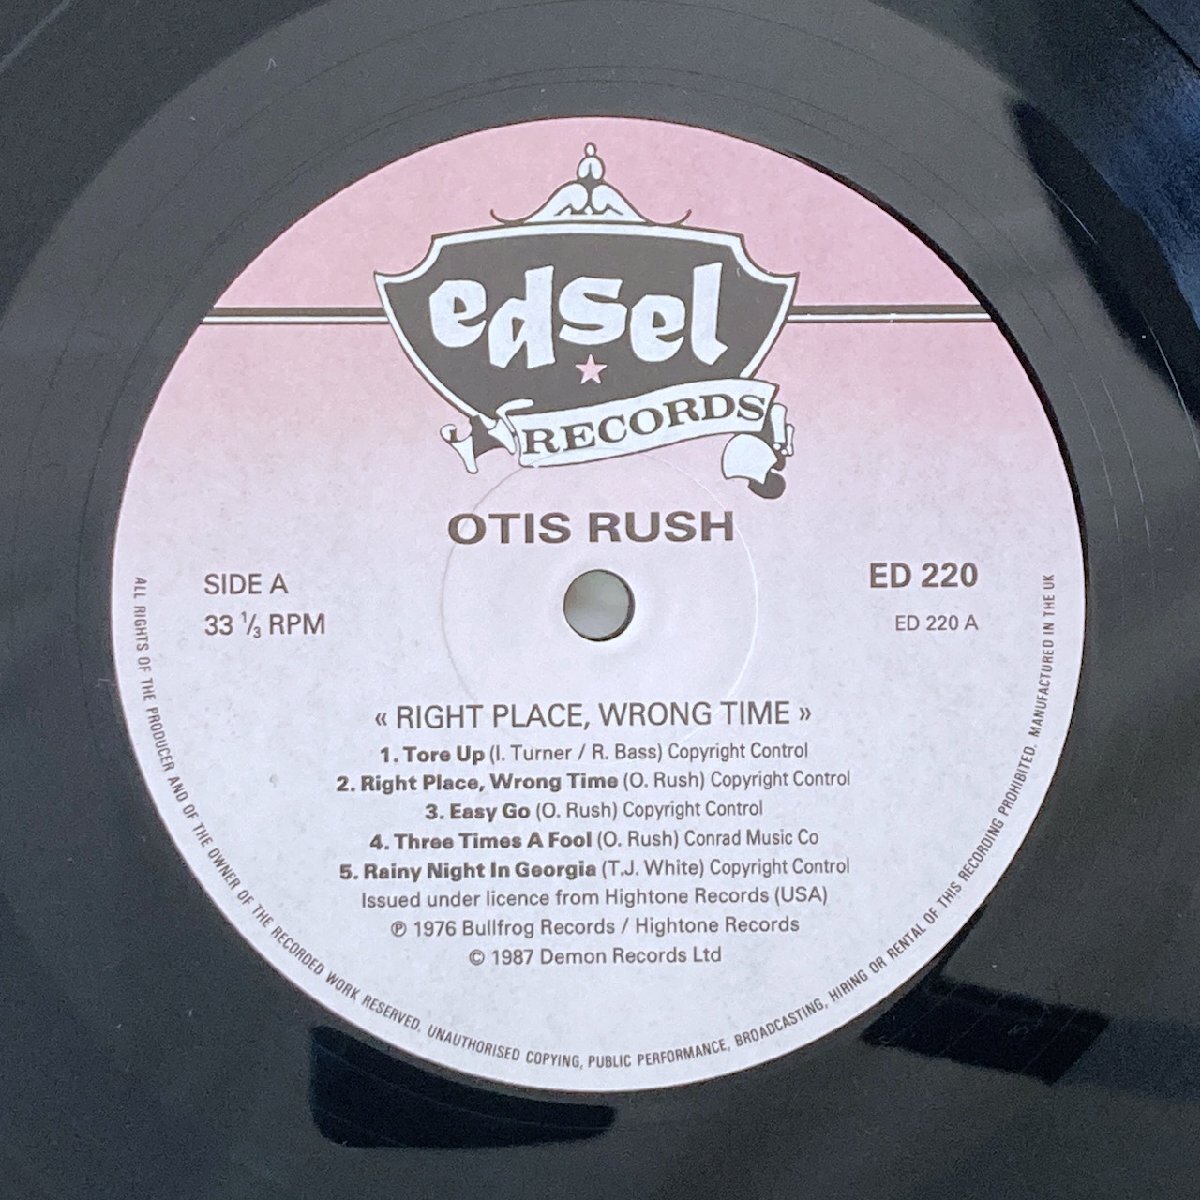 edsel
RECORDS
OTIS RUSH
SIDE A
33 ⅓ RPM
ED 220
ED 220 A
« RIGHT PLACE, WRONG TIME »
1. Tore Up (I. Turner / R. Bass) Copyright Control
2. Right Place, Wrong Time (O. Rush) Copyright Control
3. Easy Go (O. Rush) Copyright Control
4. Three Times A Fool (O. Rush) Conrad Music Co
5. Rainy Night In Georgia (T.J. White) Copyright Control
Issued under licence from Hightone Records (USA)
℗ 1976 Bullfrog Records / Hightone Records
© 1987 Demon Records Ltd
ALL RIGHTS OF THE PRODUCER AND OF THE OWNER OF THE RECORDED WORK RESERVED. UNAUTHORISED COPYING, PUBLIC PERFORMANCE, BROADCASTING, HIRING OR RENTAL OF THIS RECORDING PROHIBITED. MANUFACTURED IN THE UK